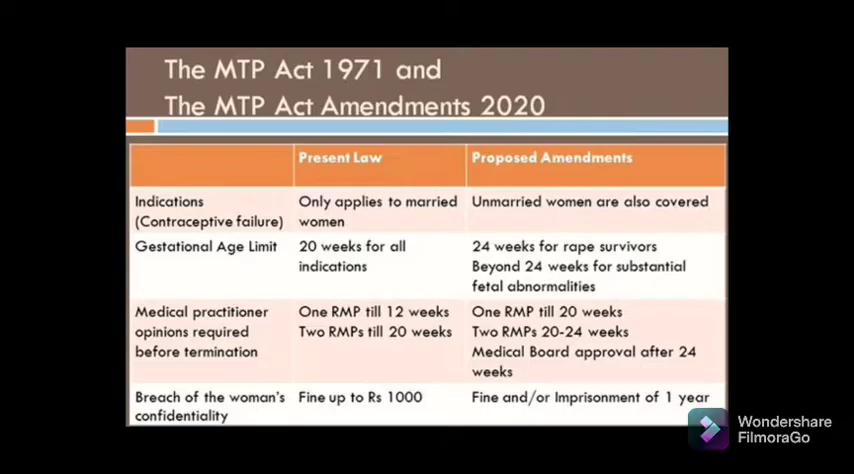 The MTP Act 1971 and
The MTP Act Amendments 2020
Present Law
Proposed Amendments
Indications
(Contraceptive failure)
Only applies to married
women
Unmarried women are also covered
Gestational Age Limit
20 weeks for all
indications
24 weeks for rape survivors
Beyond 24 weeks for substantial
fetal abnormalities
Medical practitioner
opinions required
before termination
One RMP till 12 weeks
Two RMPs till 20 weeks
One RMP till 20 weeks
Two RMPs 20-24 weeks
Medical Board approval after 24
weeks
Breach of the woman's
confidentiality
Fine up to Rs 1000
Fine and/or Imprisonment of 1 year
Wondershare
FilmoraGo